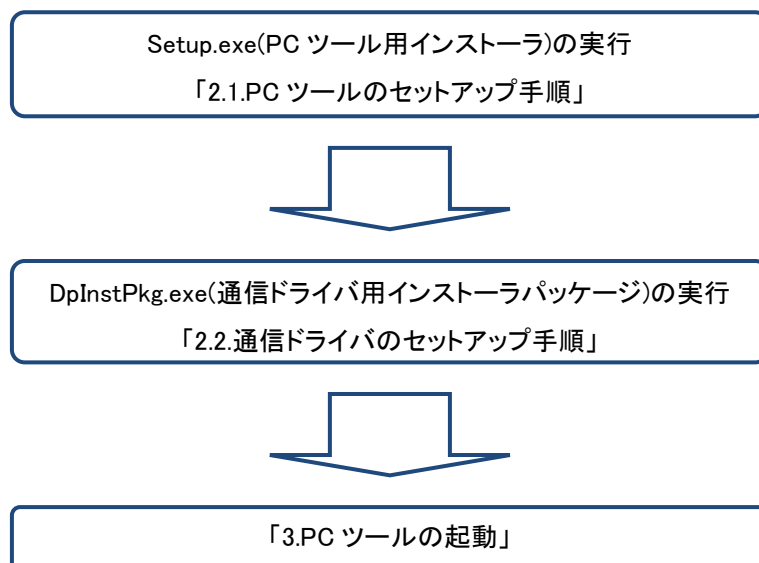 Setup.exe(PC ツール用インストーラ)の実行
「2.1.PC ツールのセットアップ手順」
DpInstPkg.exe(通信ドライバ用インストーラパッケージ)の実行
「2.2.通信ドライバのセットアップ手順」
「3.PC ツールの起動」